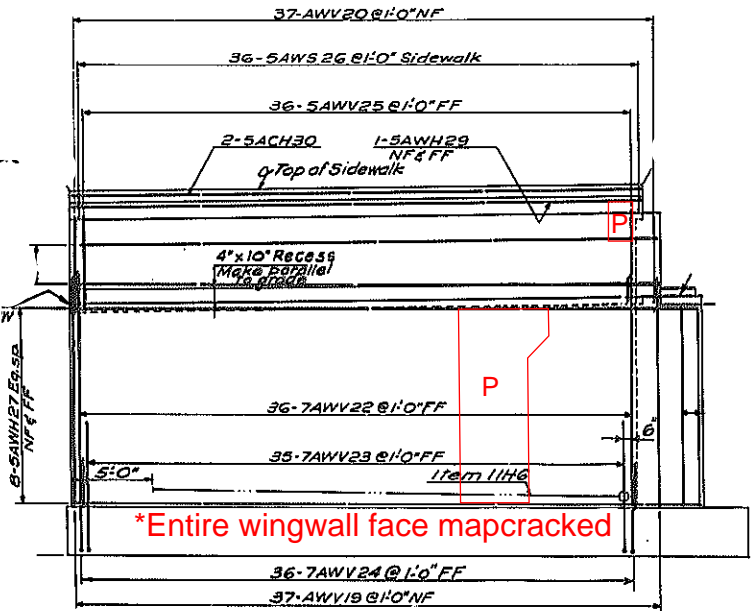 37-AWV20 @1'-0" NF
36-5AWS26 @1'-0" Sidewalk
36-5AWV25 @1'-0" FF
2-5ACH30
1-5AWH29
NF & FF
Top of Sidewalk
P
4" x 10" Recess
Make parallel
to grade
W
P
8-5AWH27 Eq. sp.
NF & FF
36-7AWV22 @1'-0" FF
6"
35-7AWV23 @1'-0" FF
5'-0"
Item 11H6
*Entire wingwall face mapcracked
36-7AWV24 @ 1'-0" FF
37-AWV19 @1'-0" NF